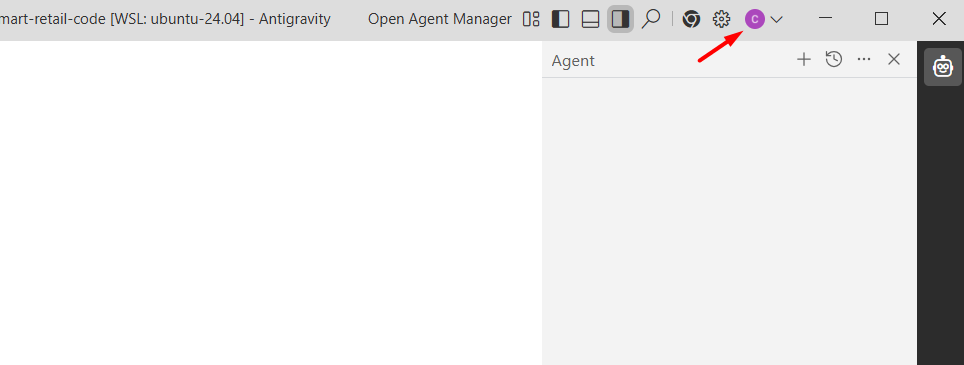 mart-retail-code [WSL: ubuntu-24.04] - Antigravity Open Agent Manager C
Agent